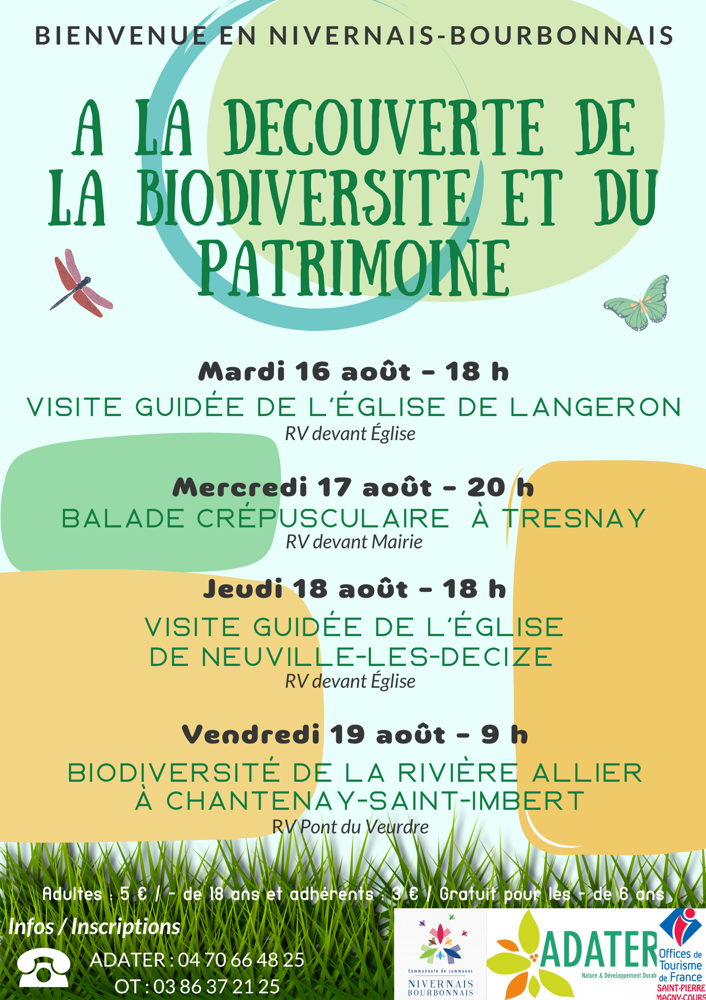 BIENVENUE EN NIVERNAIS-BOURBONNAIS
A LA DECOUVERTE DE
LA BIODIVERSITE ET DU
PATRIMOINE
Mardi 16 août - 18 h
VISITE GUIDÉE DE L'ÉGLISE DE LANGERON
RV devant Église
Mercredi 17 août - 20 h
BALADE CRÉPUSCULAIRE À TRESNAY
RV devant Mairie
Jeudi 18 août - 18 h
VISITE GUIDÉE DE L'ÉGLISE
DE NEUVILLE-LES-DECIZE
RV devant Église
Vendredi 19 août - 9 h
BIODIVERSITÉ DE LA RIVIÈRE ALLIER
À CHANTENAY-SAINT-IMBERT
RV Pont du Veurdre
Adultes : 5 € / - de 18 ans et adhérents : 3 € / Gratuit pour les - de 6 ans
Infos / Inscriptions
ADATER : 04 70 66 48 25
OT : 03 86 37 21 25
Communauté de communes
NIVERNAIS
BOURBONNAIS
ADATER
Nature & Développement Durabl
Offices de
Tourisme
de France
SAINT-PIERRE
MAGNY-COURS